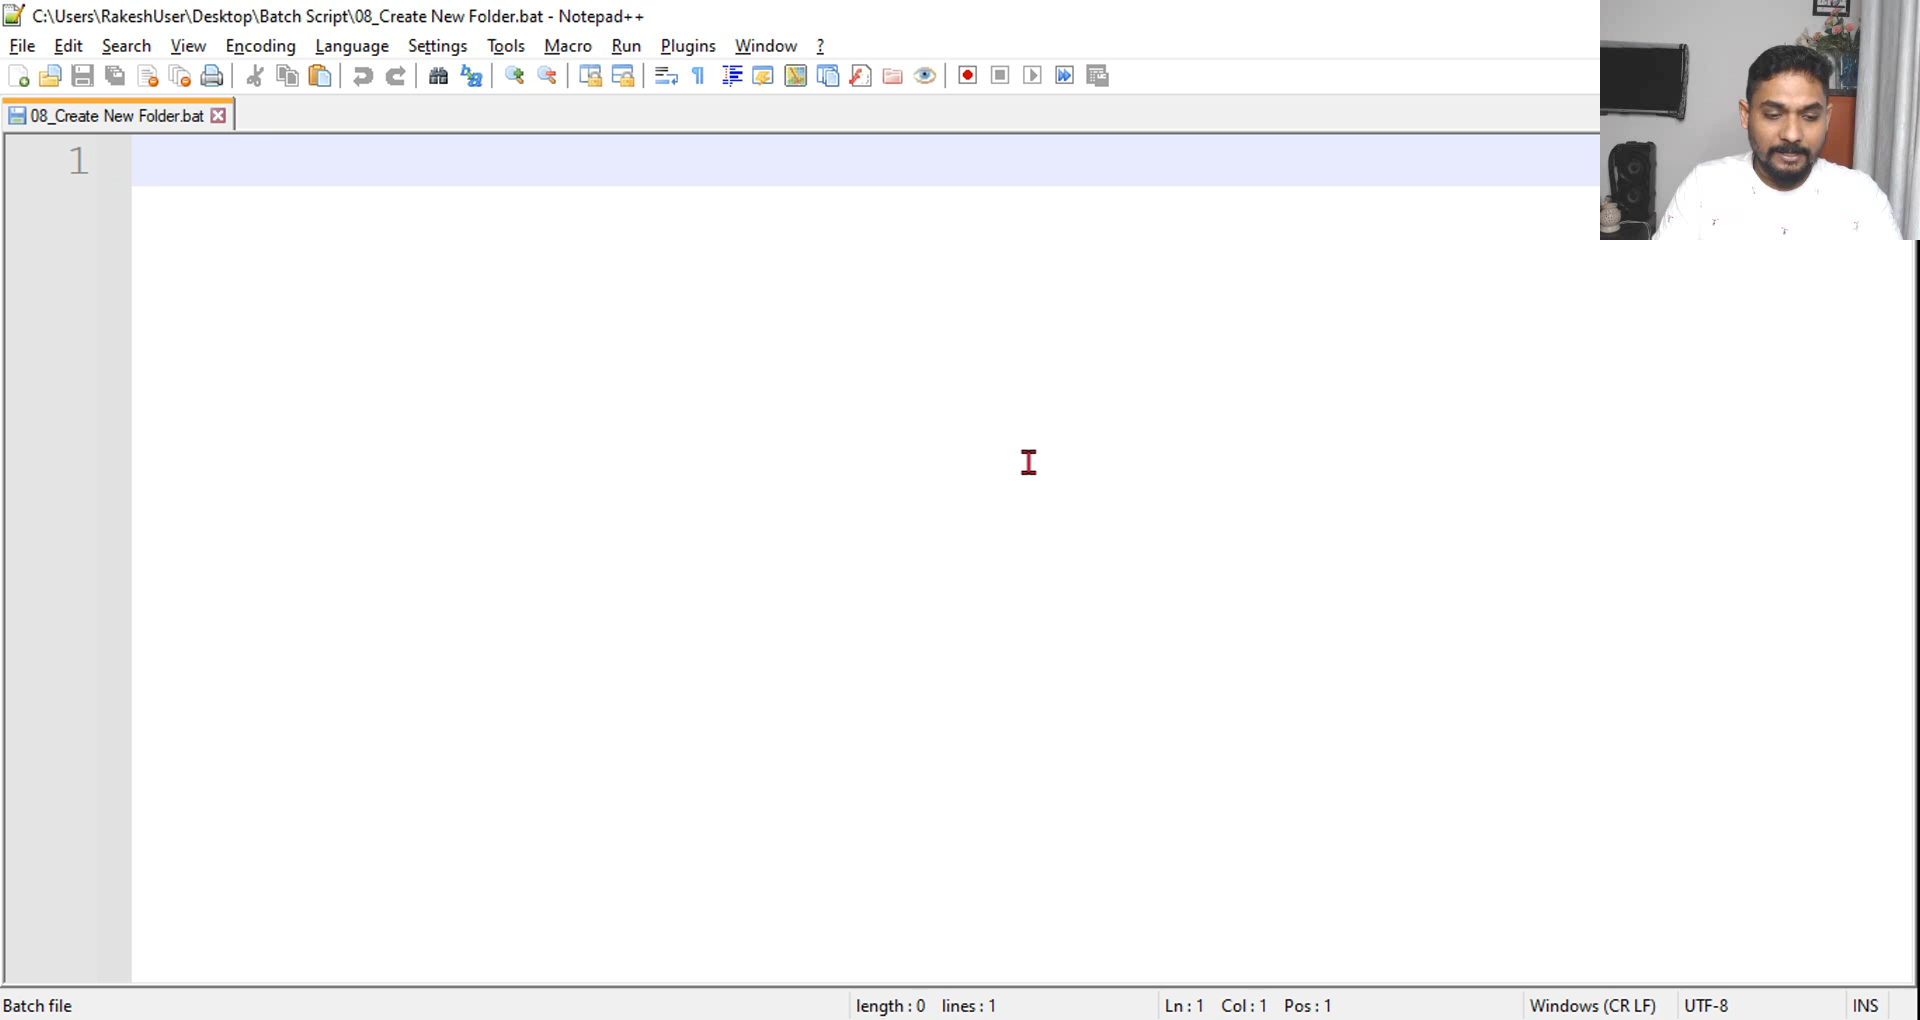 C:\Users\RakeshUser\Desktop\Batch Script\08_Create New Folder.bat - Notepad++
File Edit Search View Encoding Language Settings Tools Macro Run Plugins Window ?
08_Create New Folder.bat
1
Batch file length : 0 lines : 1 Ln : 1 Col : 1 Pos : 1 Windows (CR LF) UTF-8 INS